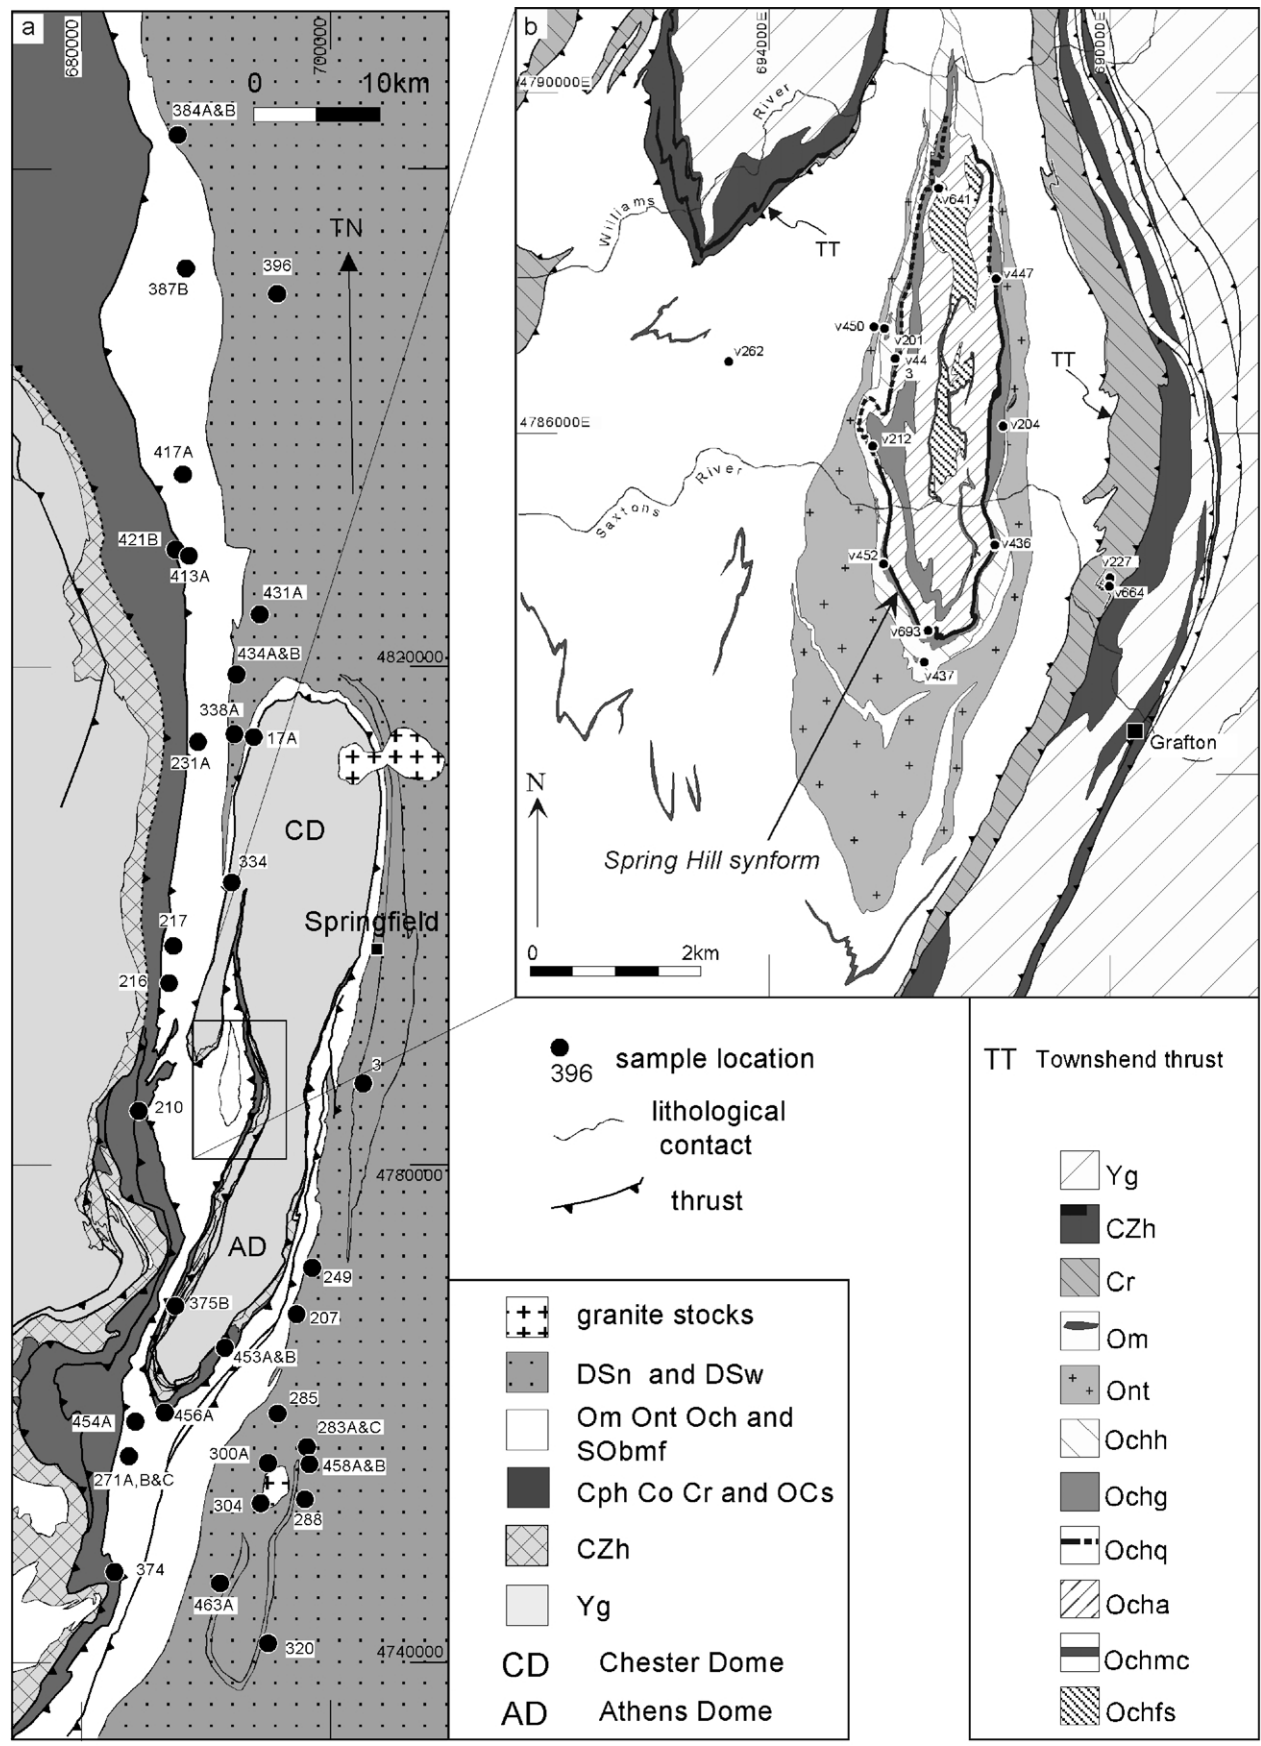 a
680000
700000
0 10km
384A&B
TN
396
387B
417A
421B
413A
431A
434A&B
4820000
338A
17A
231A
CD
334
Springfield
217
216
3
210
4780000
AD
249
375B
207
453A&B
285
454A
456A
283A&C
300A
458A&B
271A,B&C
304
288
374
463A
320
4740000
b
694000E
690000E
4790000E
River
Williams
v641
TT
v447
v450
v201
v262
v44
3
TT
4786000E
v204
v212
River
Saxtons
v436
v452
v227
v664
v693
v437
Grafton
N
Spring Hill synform
0 2km
396
sample location
lithological
contact
thrust
granite stocks
DSn and DSw
Om Ont Och and
SObmf
Cph Co Cr and OCs
CZh
Yg
CD Chester Dome
AD Athens Dome
TT Townshend thrust
Yg
CZh
Cr
Om
Ont
Ochh
Ochg
Ochq
Ocha
Ochmc
Ochfs